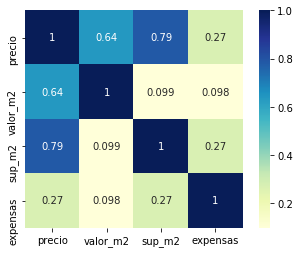 precio 1 0.64 0.79 0.27
valor_m2 0.64 1 0.099 0.098
sup_m2 0.79 0.099 1 0.27
expensas 0.27 0.098 0.27 1
precio valor_m2 sup_m2 expensas
1.0
0.8
0.6
0.4
0.2